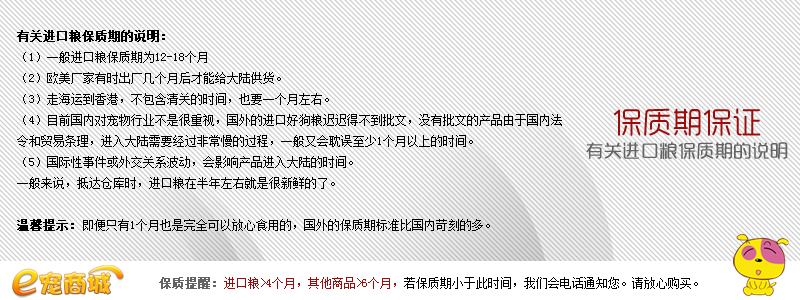 有关进口粮保质期的说明：
（1）一般进口粮保质期为12-18个月
（2）欧美厂家有时出厂几个月后才能给大陆供货。
（3）走海运到香港，不包含清关的时间，也要一个月左右。
（4）目前国内对宠物行业不是很重视，国外的进口好狗粮迟迟得不到批文，没有批文的产品由于国内法
令和贸易条理，进入大陆需要经过非常慢的过程，一般又会耽误至少1个月以上的时间。
（5）国际性事件或外交关系波动，会影响产品进入大陆的时间。
一般来说，抵达仓库时，进口粮在半年左右就是很新鲜的了。
温馨提示：即便只有1个月也是完全可以放心食用的，国外的保质期标准比国内苛刻的多。
保质期保证
有关进口粮保质期的说明
e宠商城
保质提醒：进口粮>4个月，其他商品>6个月，若保质期小于此时间，我们会电话通知您。请放心购买。